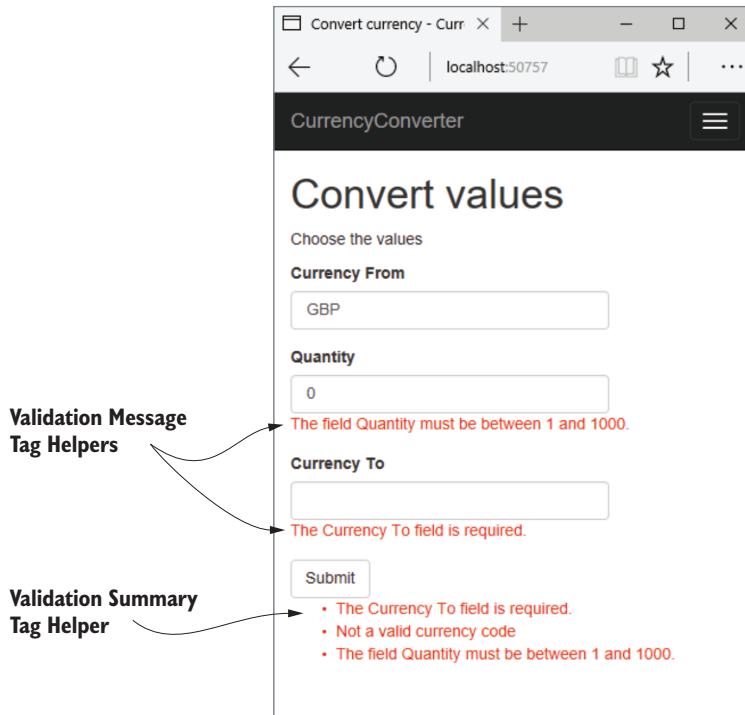 Convert currency - Curr
localhost:50757
CurrencyConverter
Convert values
Choose the values
Currency From
GBP
Quantity
0
The field Quantity must be between 1 and 1000.
Validation Message
Tag Helpers
Currency To
The Currency To field is required.
Submit
Validation Summary
Tag Helper
• The Currency To field is required.
• Not a valid currency code
• The field Quantity must be between 1 and 1000.